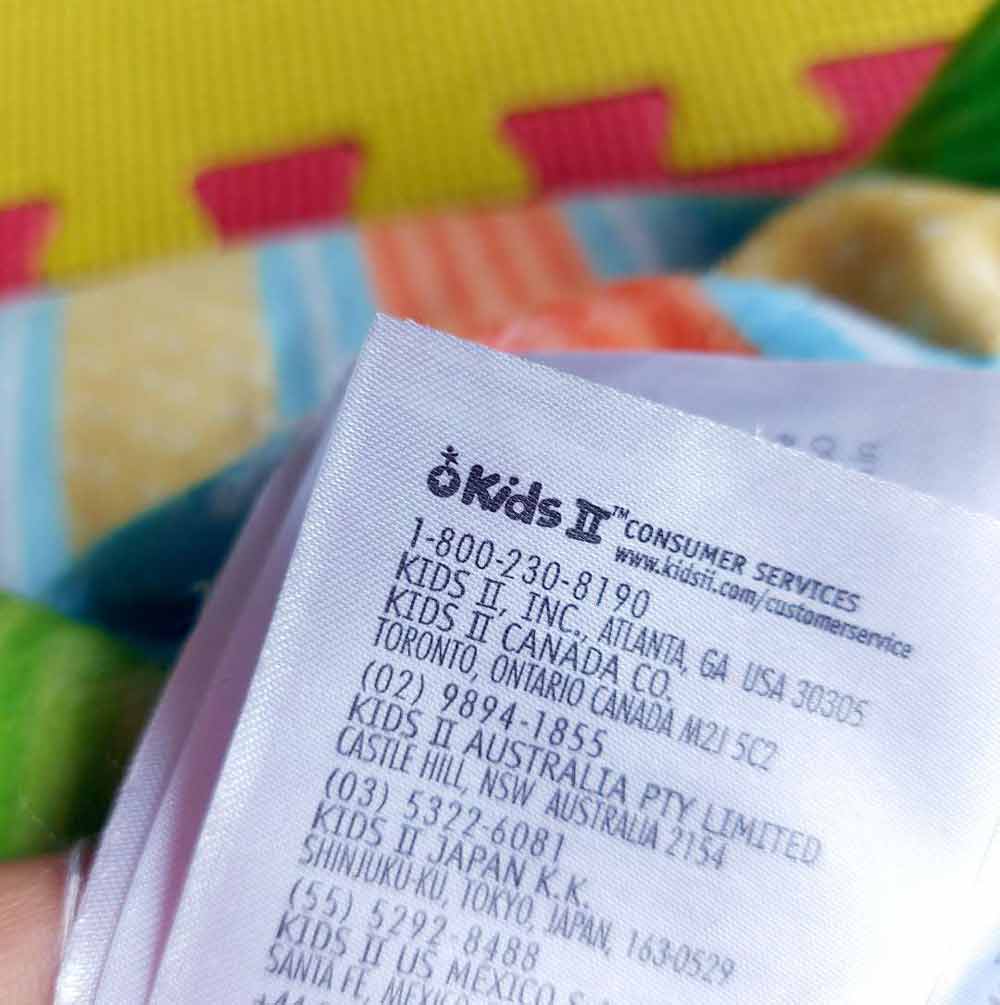 Kids II™ CONSUMER SERVICES
www.kidsii.com/customerservice
1-800-230-8190
KIDS II, INC., ATLANTA, GA USA 30305
KIDS II CANADA CO.
TORONTO, ONTARIO CANADA M2J 5C2
(02) 9894-1855
KIDS II AUSTRALIA PTY LIMITED
CASTLE HILL, NSW AUSTRALIA 2154
(03) 5322-6081
KIDS II JAPAN K.K.
SHINJUKU-KU, TOKYO, JAPAN, 163-0529
(55) 5292-8488
KIDS II US MÉXICO
SANTA FE, MÉXICO